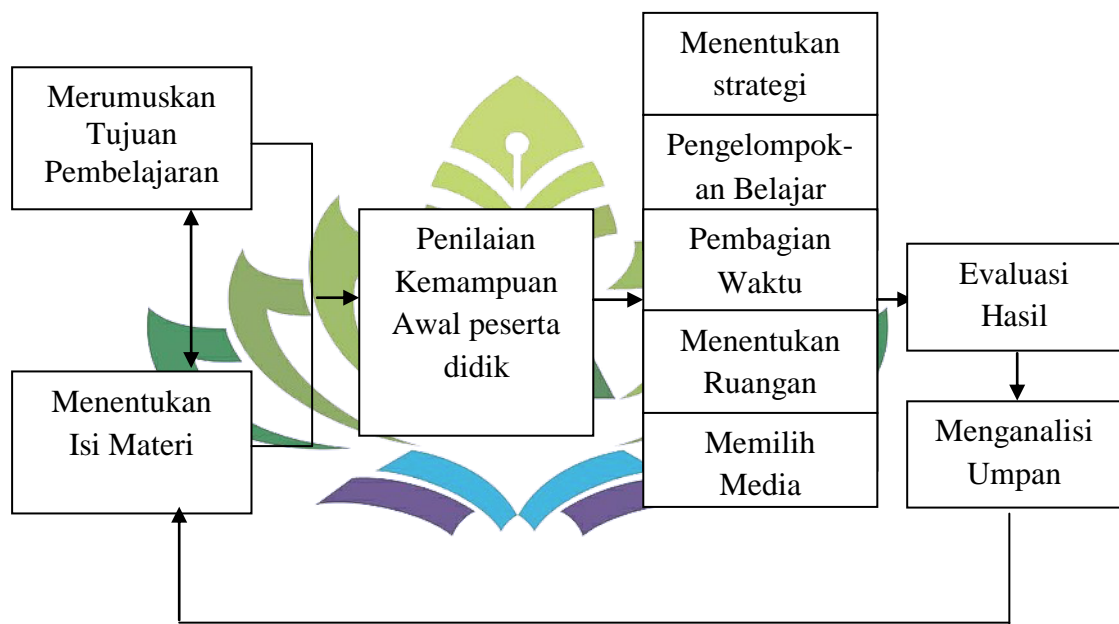 Merumuskan
Tujuan
Pembelajaran
Menentukan
Isi Materi
Penilaian
Kemampuan
Awal peserta
didik
Menentukan
strategi
Pengelompok-
an Belajar
Pembagian
Waktu
Menentukan
Ruangan
Memilih
Media
Evaluasi
Hasil
Menganalisi
Umpan